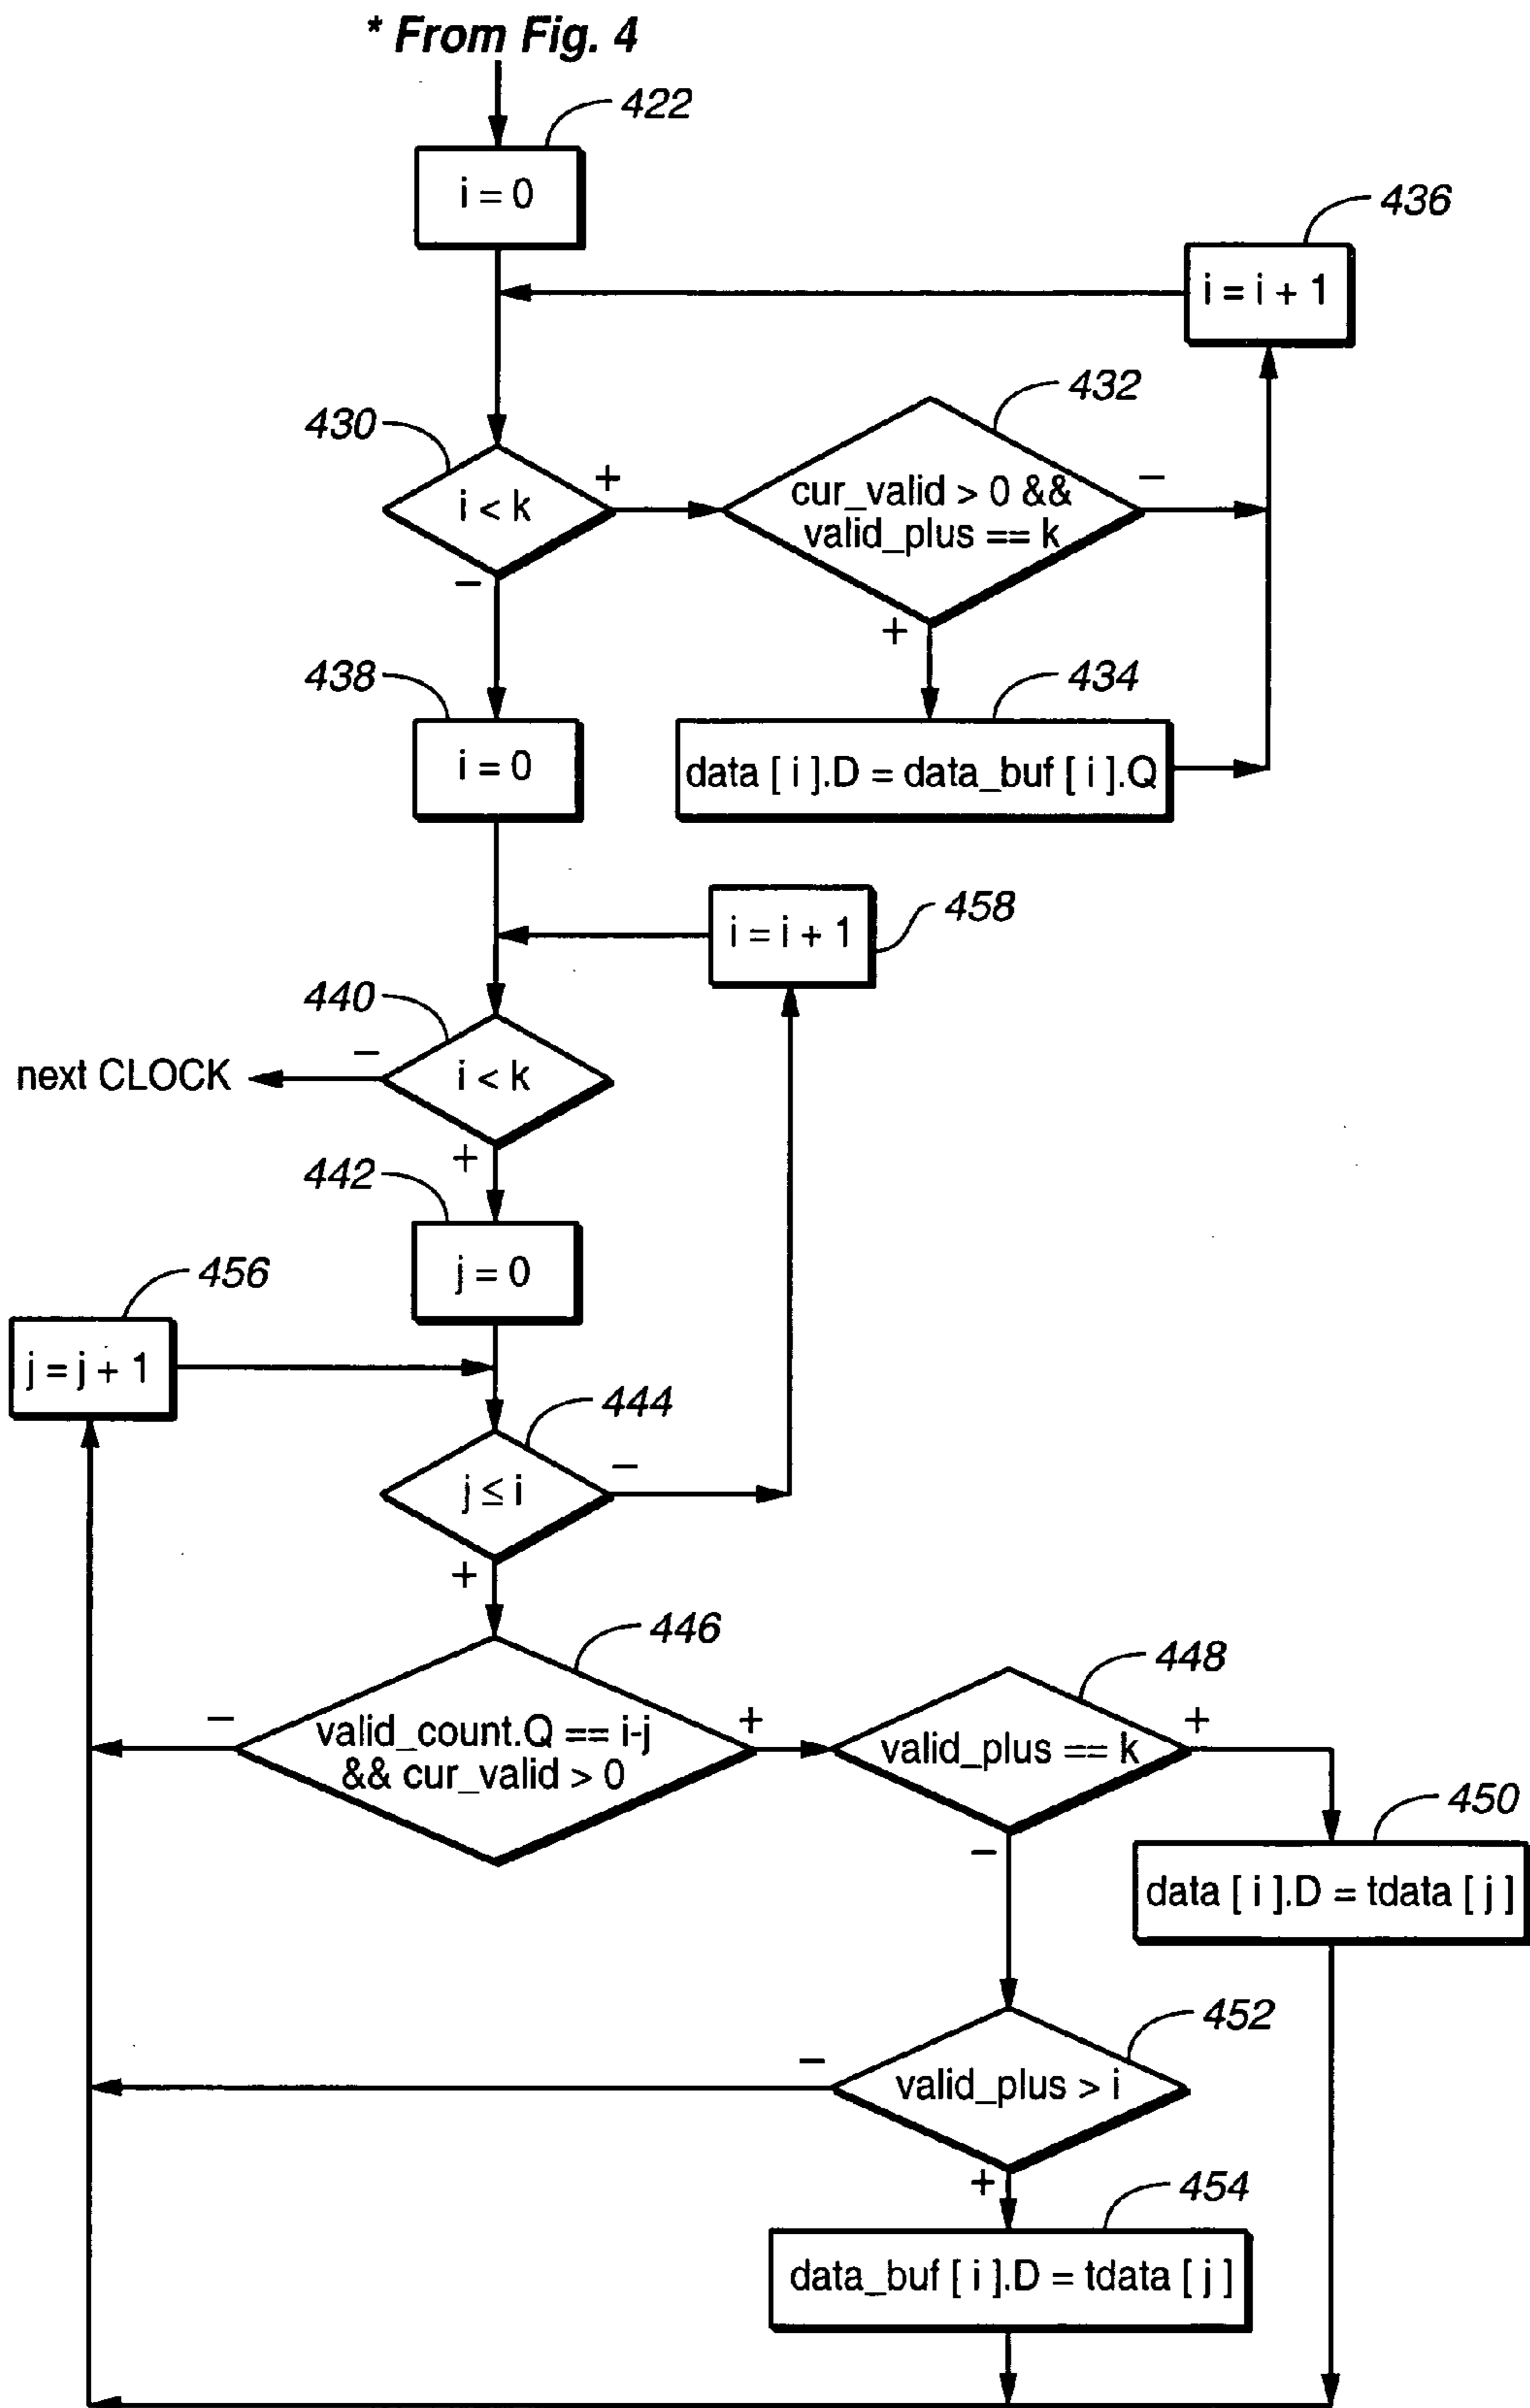 * From Fig. 4
422
i = 0
436
i = i + 1
432
430
+
−
i < k
cur_valid > 0 &&
valid_plus == k
−
+
438
434
i = 0
data [ i ].D = data_buf [ i ].Q
458
i = i + 1
440
−
next CLOCK
i < k
+
442
456
j = 0
j = j + 1
444
−
j ≤ i
+
446
448
−
+
+
valid_count.Q == i-j
&& cur_valid > 0
valid_plus == k
450
−
data [ i ].D = tdata [ j ]
452
−
valid_plus > i
+
454
data_buf [ i ].D = tdata [ j ]